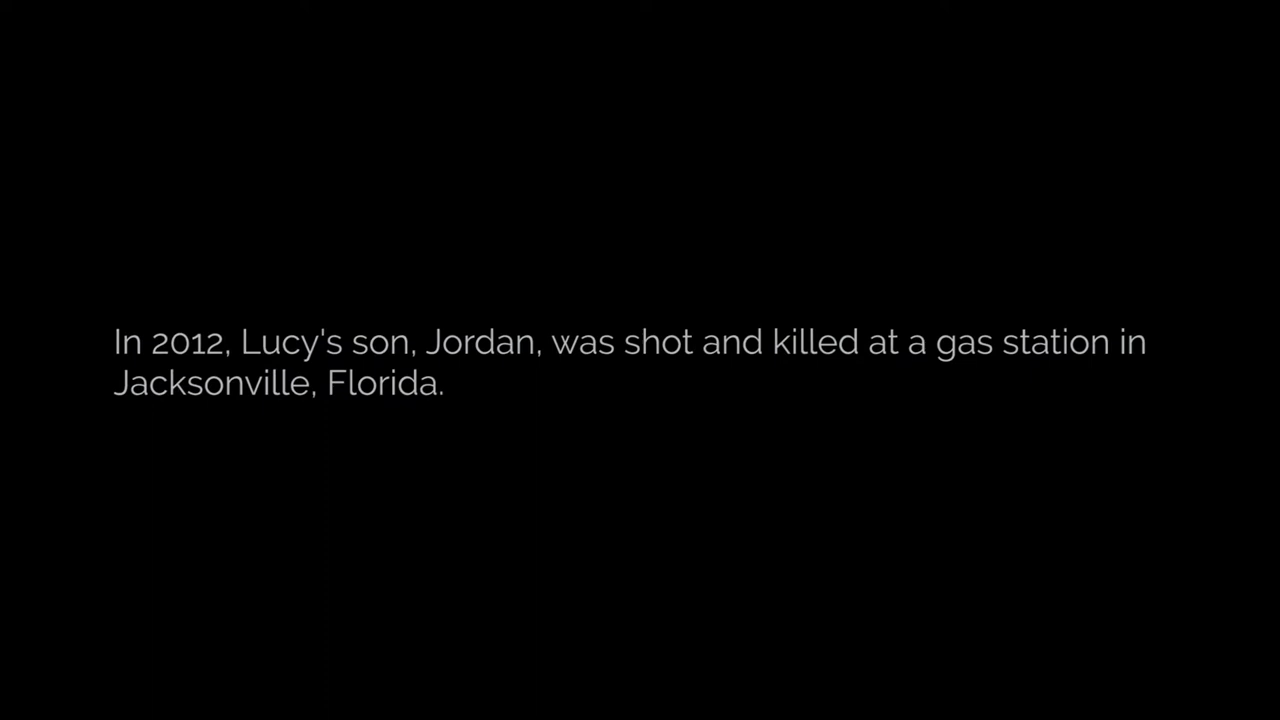 In 2012, Lucy's son, Jordan, was shot and killed at a gas station in
Jacksonville, Florida.